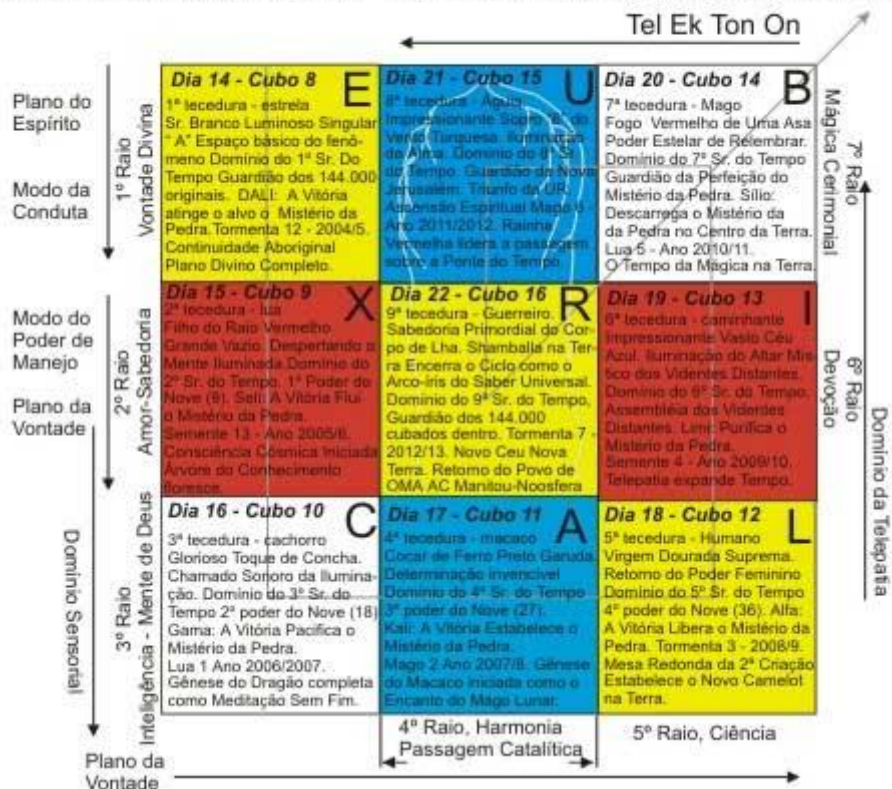 Tel Ek Ton On
Plano do
Espírito
Modo da
Conduta
1º Raio
Vontade Divina
Dia 14 - Cubo 8
E
1ª tecedura - estrela
Sr. Branco Luminoso Singular
"A" Espaço básico do fenô-
meno Domínio do 1º Sr. Do
Tempo Guardião dos 144.000
originais. DALI: A Vitória
atinge o alvo o Mistério da
Pedra.Tormenta 12 - 2004/5.
Continuidade Aboriginal
Plano Divino Completo.
Dia 21 - Cubo 15
U
8ª tecedura - Águia
Impressionante Sopro do
Vento Turquesa. Iluminação
da Alma. Domínio do 8º Sr.
do Tempo. Guardião da Nova
Jerusalém: Triunfo da UR,
Ascensão Espiritual Mago 6 -
Ano 2011/2012. Rainha
Vermelha lidera a passagem
sobre a Ponte do Tempo.
Dia 20 - Cubo 14
B
7ª tecedura - Mago
Fogo Vermelho de Uma Asa
Poder Estelar de Relembrar.
Domínio do 7º Sr. do Tempo
Guardião da Perfeição do
Mistério da Pedra. Sílio:
Descarrega o Mistério da
da Pedra no Centro da Terra.
Lua 5 - Ano 2010/11.
O Tempo da Mágica na Terra.
Mágica Cerimonial
7º Raio
Modo do
Poder de
Manejo
Plano da
Vontade
2º Raio
Amor-Sabedoria
Dia 15 - Cubo 9
X
2ª tecedura - lua
Filho do Raio Vermelho
Grande Vazio. Despertando a
Mente Iluminada.Domínio do
2º Sr. do Tempo. 1º Poder do
Nove (9). Seli: A Vitória Flui
o Mistério da Pedra.
Semente 13 - Ano 2005/6.
Consciência Cósmica Iniciada
Árvore do Conhecimento
floresce.
Dia 22 - Cubo 16
R
9ª tecedura - Guerreiro.
Sabedoria Primordial do Cor-
po de Lha. Shamballa na Ter-
ra Encerra o Ciclo como o
Arco-íris do Saber Universal.
Domínio do 9º Sr. do Tempo,
Guardião dos 144.000
cubados dentro. Tormenta 7 -
2012/13. Novo Ceu Nova
Terra. Retorno do Povo de
OMA AC Manitou-Noosfera
Dia 19 - Cubo 13
I
6ª tecedura - caminhante
Impressionante Vasto Céu
Azul. Iluminação do Altar Mís-
tico dos Videntes Distantes.
Domínio do 6º Sr. do Tempo.
Assembléia dos Videntes
Distantes. Limi: Purifica o
Mistério da Pedra.
Semente 4 - Ano 2009/10.
Telepatia expande Tempo.
Devoção
6º Raio
Domínio da Telepatia
Domínio Sensorial
3º Raio
Inteligência - Mente de Deus
Dia 16 - Cubo 10
C
3ª tecedura - cachorro
Glorioso Toque de Concha.
Chamado Sonoro da Ilumina-
ção. Domínio do 3º Sr. do
Tempo 2º poder do Nove (18)
Gama: A Vitória Pacifica o
Mistério da Pedra.
Lua 1 Ano 2006/2007.
Gênese do Dragão completa
como Meditação Sem Fim.
Dia 17 - Cubo 11
A
4ª tecedura - macaco
Cocar de Ferro Preto Garuda.
Determinação invencível
Domínio do 4º Sr. do Tempo
3º poder do Nove (27).
Kali: A Vitória Estabelece o
Mistério da Pedra.
Mago 2 Ano 2007/8. Gênese
do Macaco iniciada como o
Encanto do Mago Lunar.
Dia 18 - Cubo 12
L
5ª tecedura - Humano
Virgem Dourada Suprema.
Retorno do Poder Feminino
Domínio do 5º Sr. do Tempo
4º poder do Nove (36). Alfa:
A Vitória Libera o Mistério da
Pedra. Tormenta 3 - 2008/9.
Mesa Redonda da 2ª Criação
Estabelece o Novo Camelot
na Terra.
4º Raio, Harmonia
Passagem Catalítica
5º Raio, Ciência
Plano da
Vontade